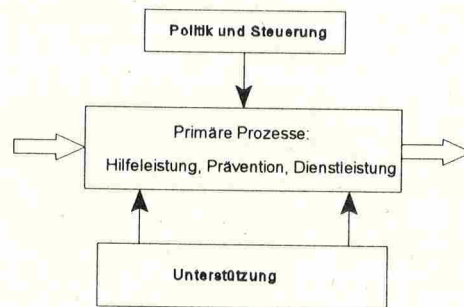 Politik und Steuerung
Primäre Prozesse:
Hilfeleistung, Prävention, Dienstleistung
Unterstützung